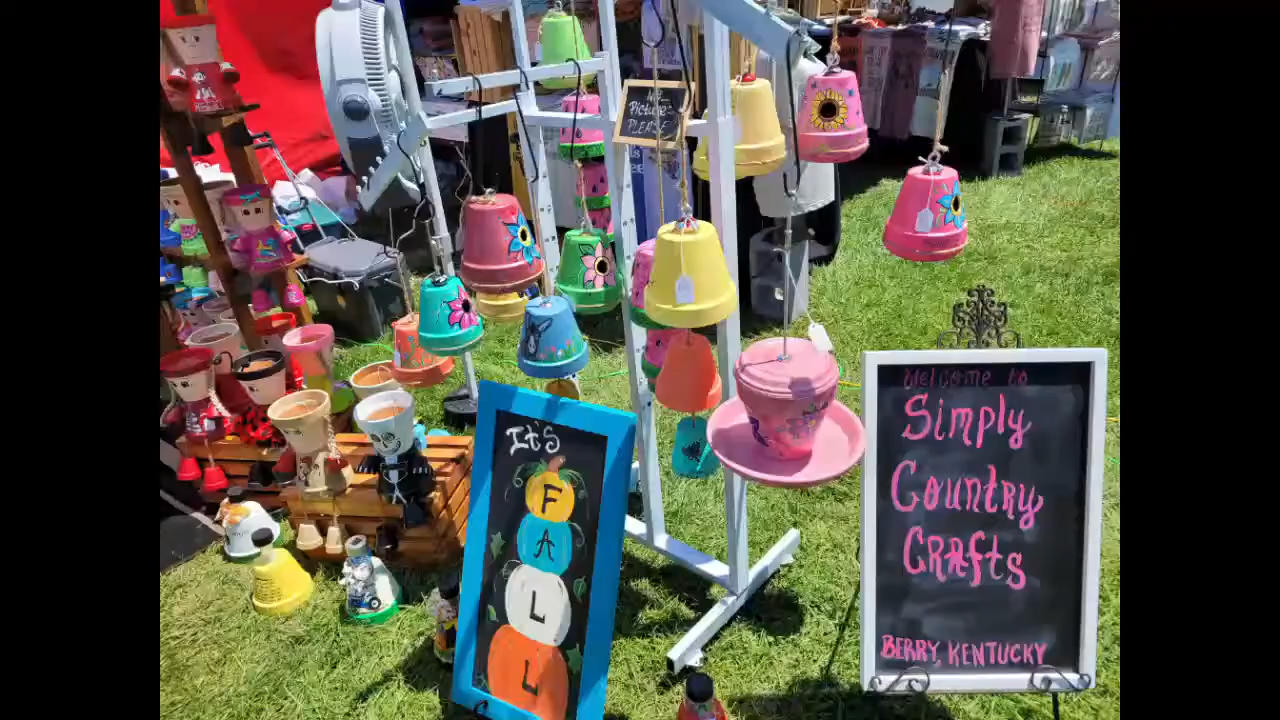 No
Pictures
PLEASE
Welcome to
Simply
Country
Crafts
BERRY, KENTUCKY
It's
F
A
L
L